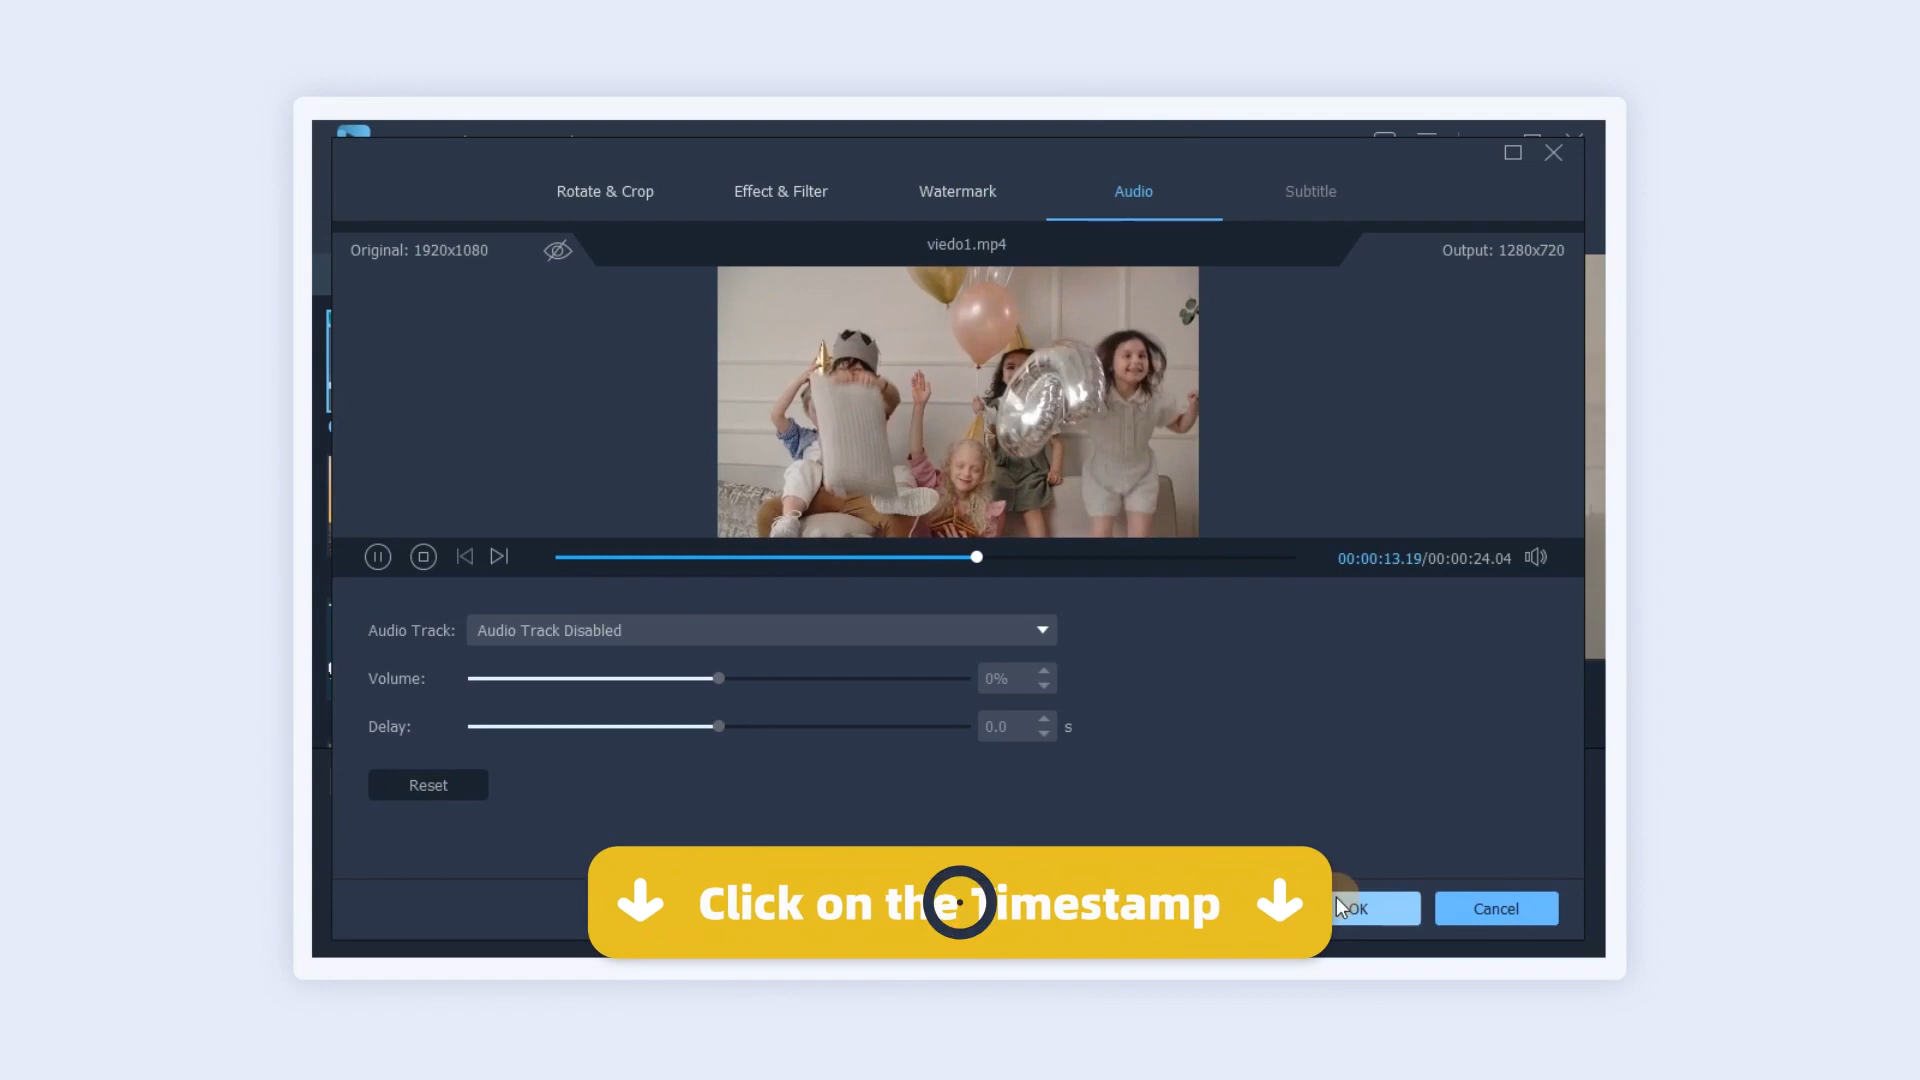 Rotate & Crop
Effect & Filter
Watermark
Audio
Subtitle
Original: 1920x1080
viedo1.mp4
Output: 1280x720
00:00:13.19/00:00:24.04
Audio Track: Audio Track Disabled
Volume: 0%
Delay: 0.0 s
Reset
Click on the Timestamp
OK
Cancel